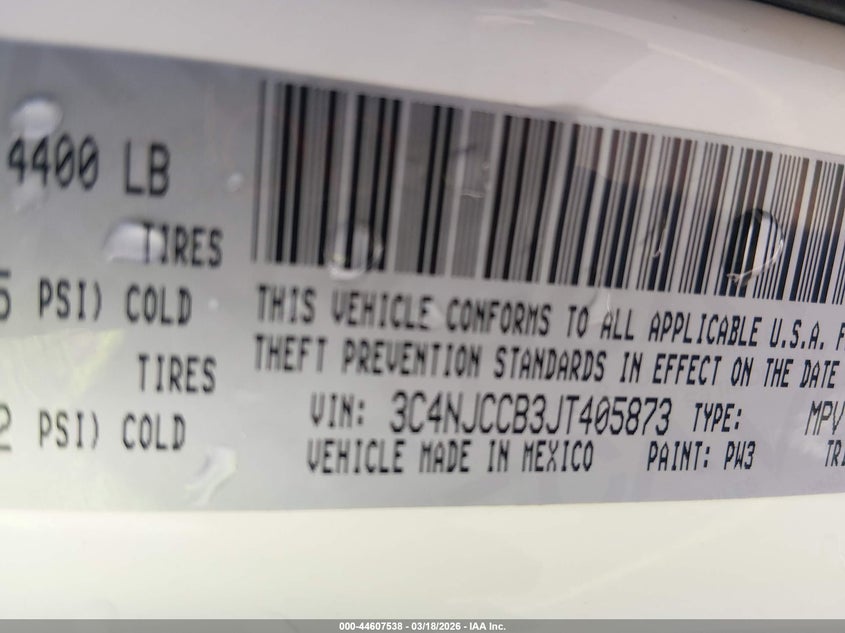 4400 LB
TIRES
5 PSI) COLD
TIRES
2 PSI) COLD
THIS VEHICLE CONFORMS TO ALL APPLICABLE U.S.A. F
THEFT PREVENTION STANDARDS IN EFFECT ON THE DATE
VIN: 3C4NJCCB3JT405873 TYPE: MPV
VEHICLE MADE IN MEXICO PAINT: PW3 TRI
000-44607538 - 03/18/2026 - IAA Inc.